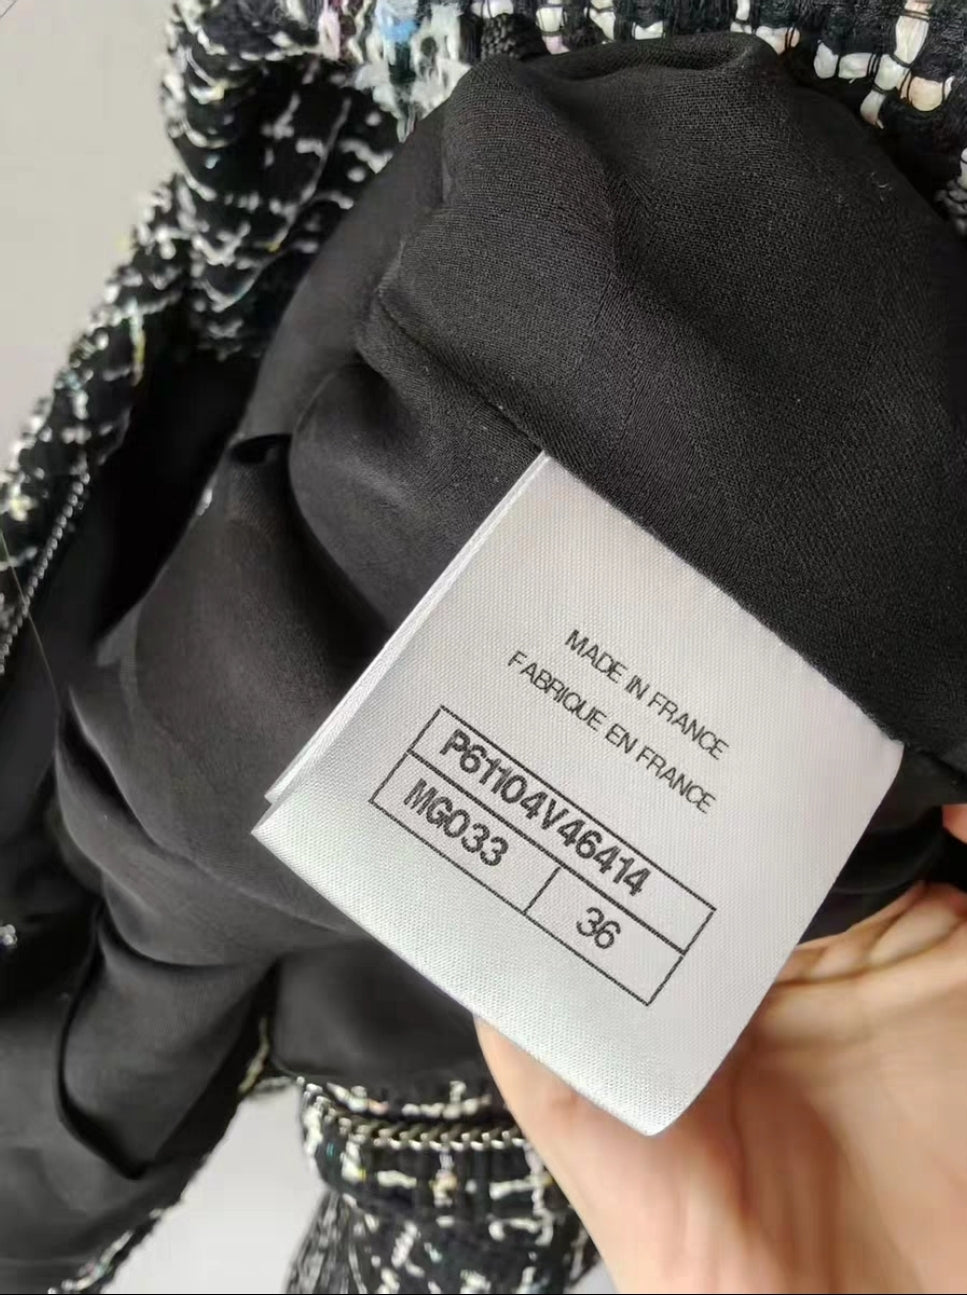 MADE IN FRANCE
FABRIQUE EN FRANCE
P61104V46414
MG033
36